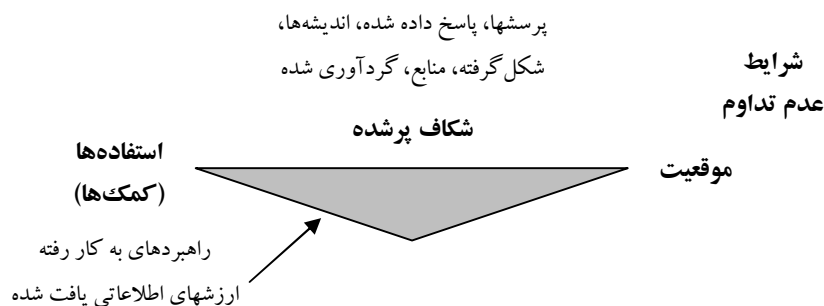 پرسشها، پاسخ داده شده، اندیشه‌ها،
شکل‌گرفته، منابع، گردآوری شده
شرایط
عدم تداوم
شکاف پرشده
موقعیت
استفاده‌ها
(کمک‌ها)
راهبردهای به کار رفته
ارزشهای اطلاعاتی یافت شده